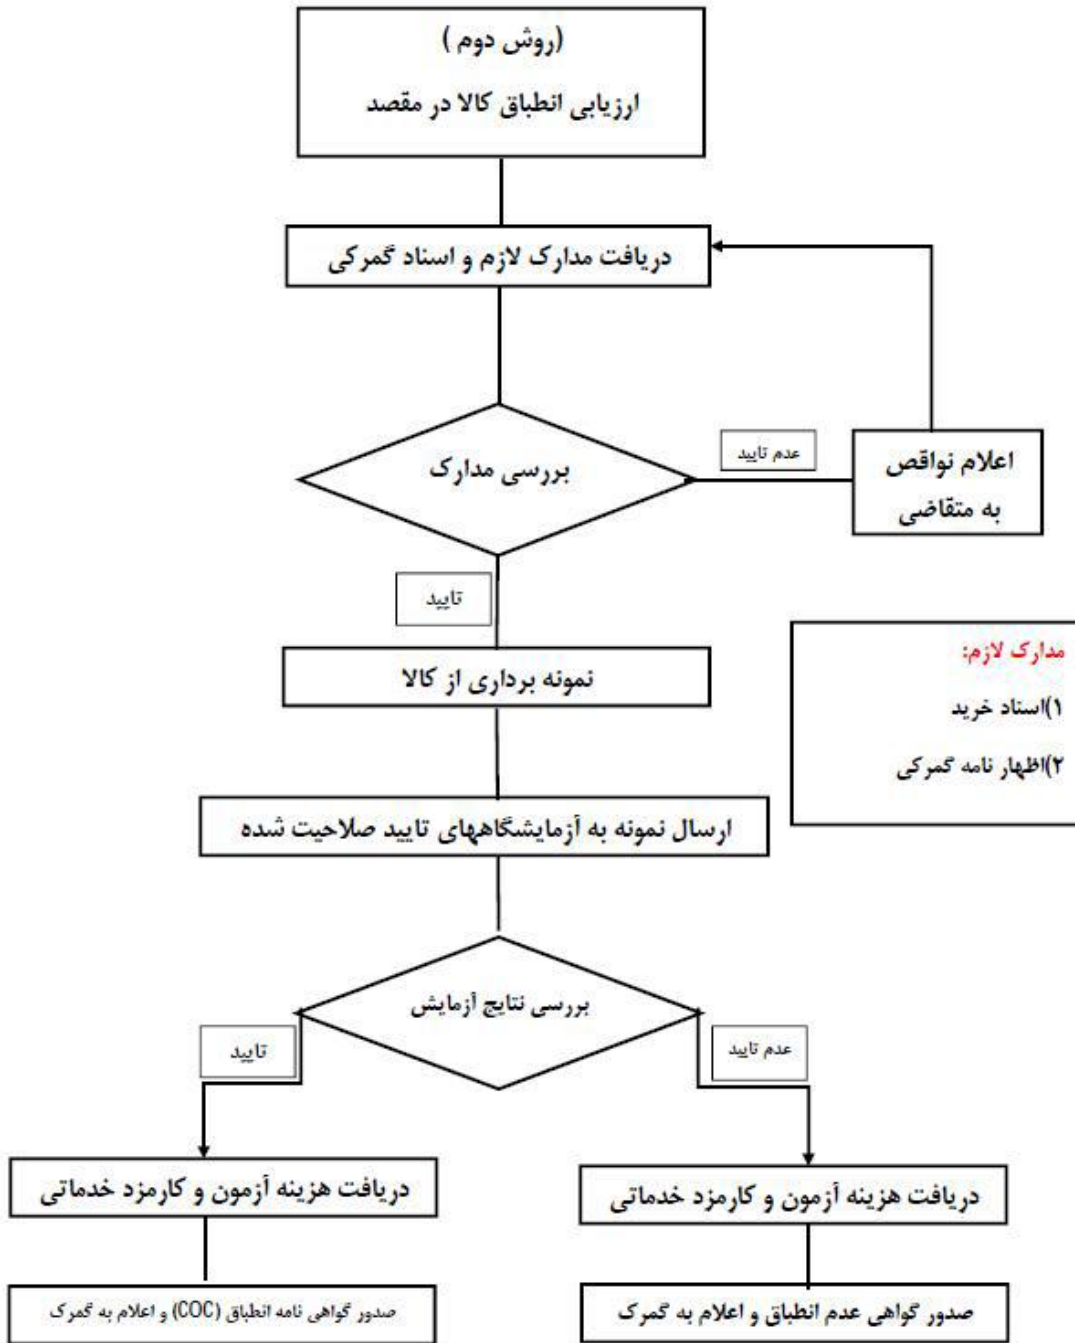 (روش دوم )
ارزیابی انطباق کالا در مقصد
دریافت مدارک لازم و اسناد گمرکی
بررسی مدارک
عدم تایید
اعلام نواقص
به متقاضی
تایید
نمونه برداری از کالا
مدارک لازم:
۱)اسناد خرید
۲)اظهار نامه گمرکی
ارسال نمونه به آزمایشگاههای تایید صلاحیت شده
بررسی نتایج آزمایش
عدم تایید
تایید
دریافت هزینه آزمون و کارمزد خدماتی
دریافت هزینه آزمون و کارمزد خدماتی
صدور گواهی عدم انطباق و اعلام به گمرک
صدور گواهی نامه انطباق (COC) و اعلام به گمرک